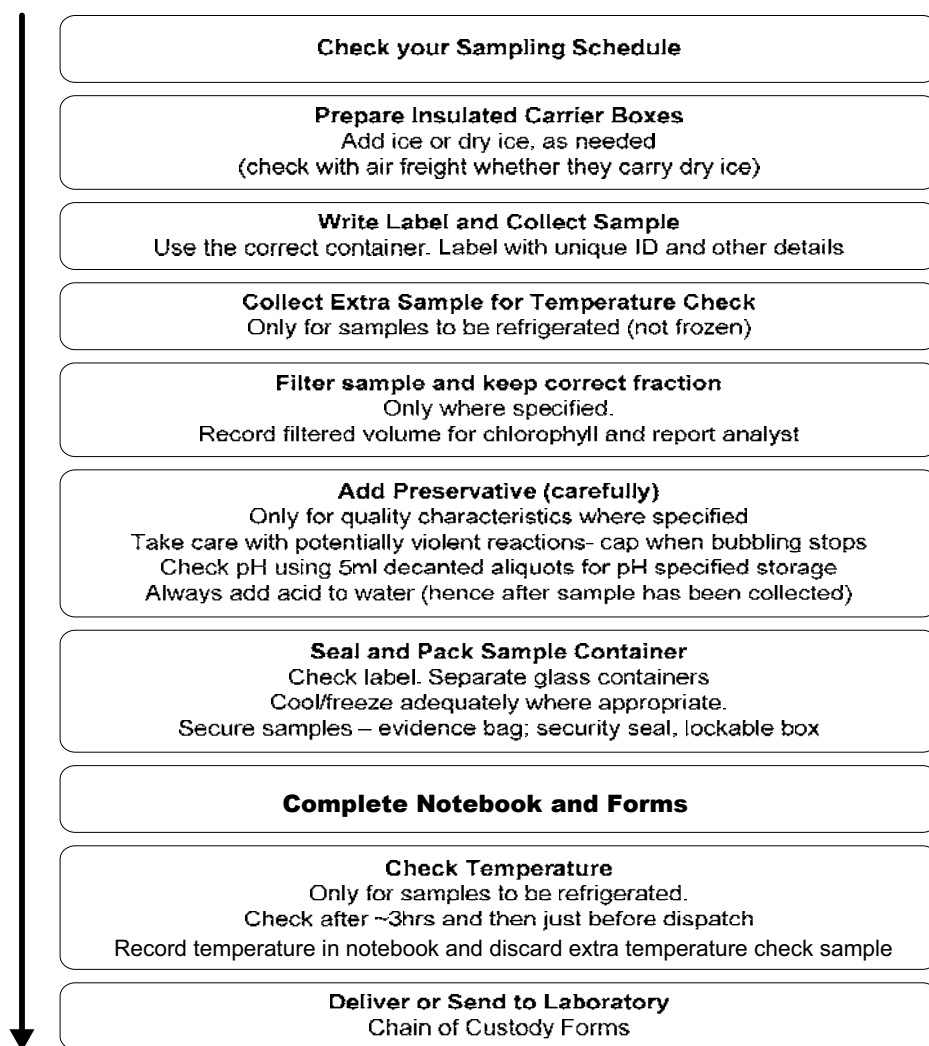 Check your Sampling Schedule
Prepare Insulated Carrier Boxes
Add ice or dry ice, as needed
(check with air freight whether they carry dry ice)
Write Label and Collect Sample
Use the correct container. Label with unique ID and other details
Collect Extra Sample for Temperature Check
Only for samples to be refrigerated (not frozen)
Filter sample and keep correct fraction
Only where specified.
Record filtered volume for chlorophyll and report analyst
Add Preservative (carefully)
Only for quality characteristics where specified
Take care with potentially violent reactions- cap when bubbling stops
Check pH using 5ml decanted aliquots for pH specified storage
Always add acid to water (hence after sample has been collected)
Seal and Pack Sample Container
Check label. Separate glass containers
Cool/freeze adequately where appropriate.
Secure samples – evidence bag; security seal, lockable box
Complete Notebook and Forms
Check Temperature
Only for samples to be refrigerated.
Check after ~3hrs and then just before dispatch
Record temperature in notebook and discard extra temperature check sample
Deliver or Send to Laboratory
Chain of Custody Forms